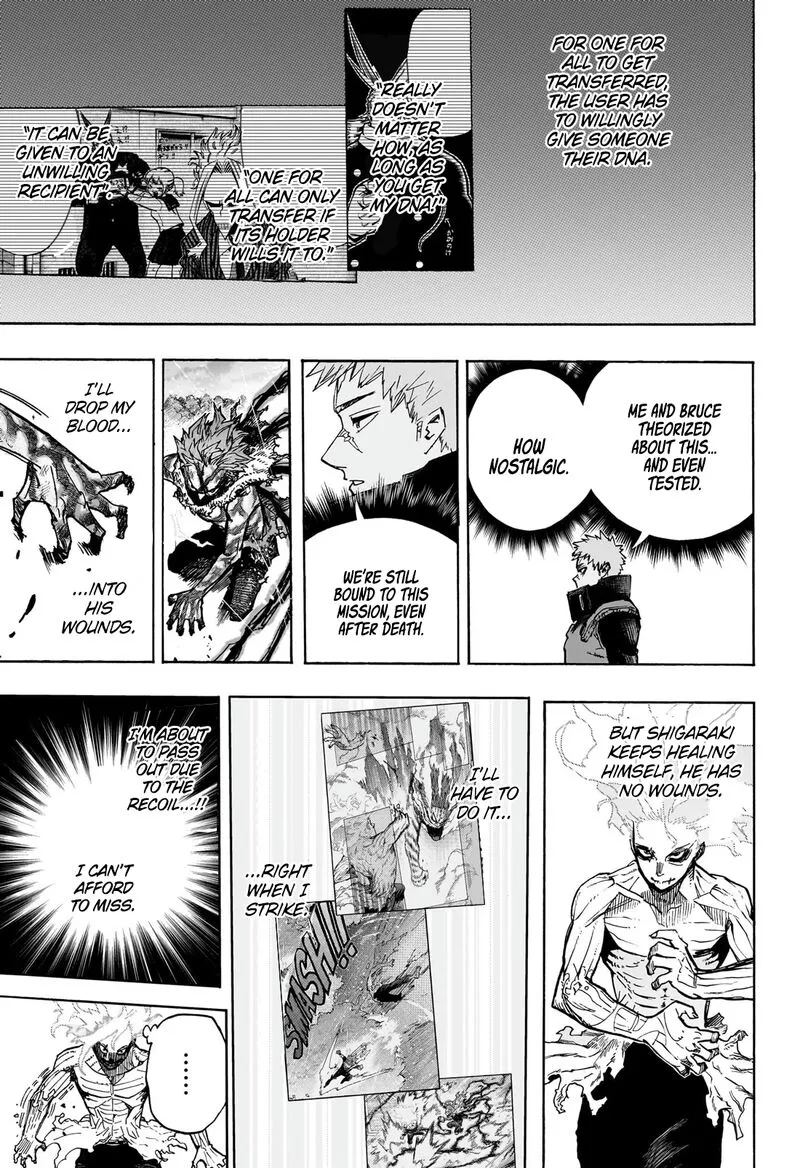 FOR ONE FOR
ALL TO GET
TRANSFERRED,
THE USER HAS
TO WILLINGLY
GIVE SOMEONE
THEIR DNA.
"REALLY
DOESN'T
MATTER
HOW, AS
LONG AS
YOU GET
MY DNA!"
"ONE FOR
ALL CAN ONLY
TRANSFER IF
ITS HOLDER
WILLS IT TO."
"IT CAN BE
GIVEN TO AN
UNWILLING
RECIPIENT".
ME AND BRUCE
THEORIZED
ABOUT THIS...
...AND EVEN
TESTED.
HOW
NOSTALGIC.
WE'RE STILL
BOUND TO THIS
MISSION, EVEN
AFTER DEATH.
I'LL
DROP MY
BLOOD...
...INTO
HIS
WOUNDS.
BUT SHIGARAKI
KEEPS HEALING
HIMSELF, HE HAS
NO WOUNDS.
I'LL
HAVE TO
DO IT...
...RIGHT
WHEN I
STRIKE.
SMASH!!
I'M ABOUT
TO PASS
OUT DUE
TO THE
RECOIL...!!
I CAN'T
AFFORD
TO MISS.
......